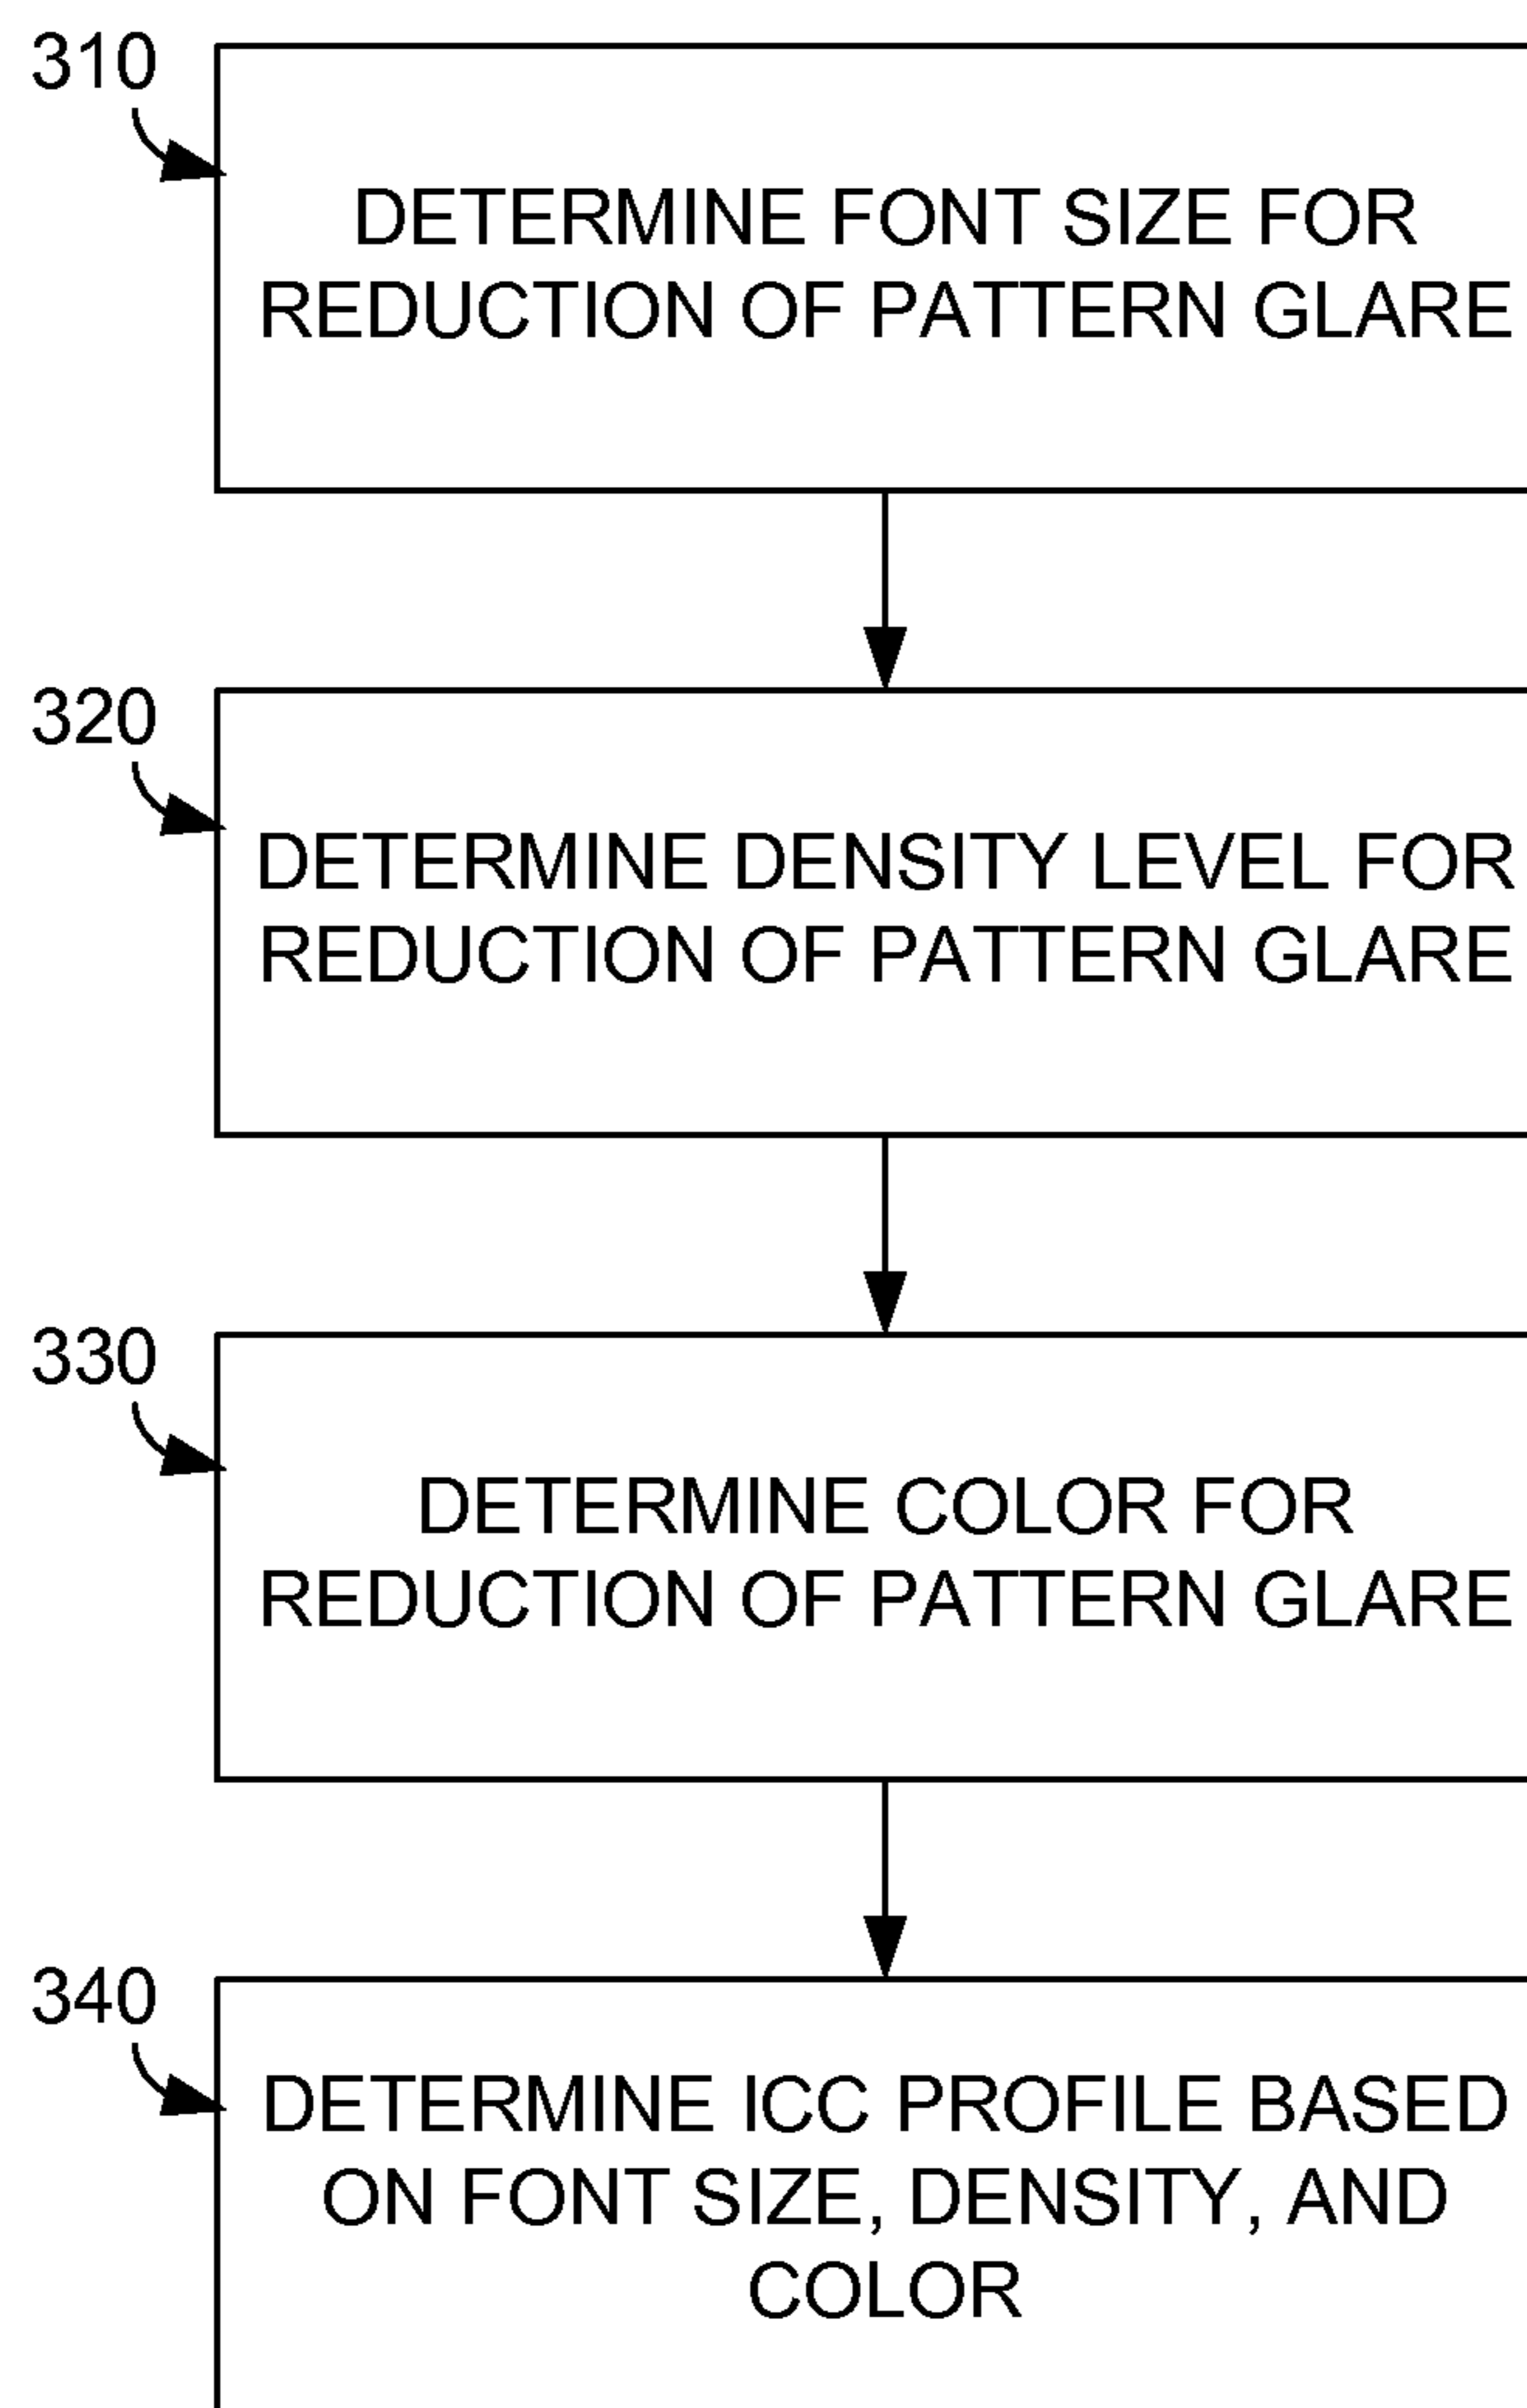 310
DETERMINE FONT SIZE FOR
REDUCTION OF PATTERN GLARE
320
DETERMINE DENSITY LEVEL FOR
REDUCTION OF PATTERN GLARE
330
DETERMINE COLOR FOR
REDUCTION OF PATTERN GLARE
340
DETERMINE ICC PROFILE BASED
ON FONT SIZE, DENSITY, AND
COLOR